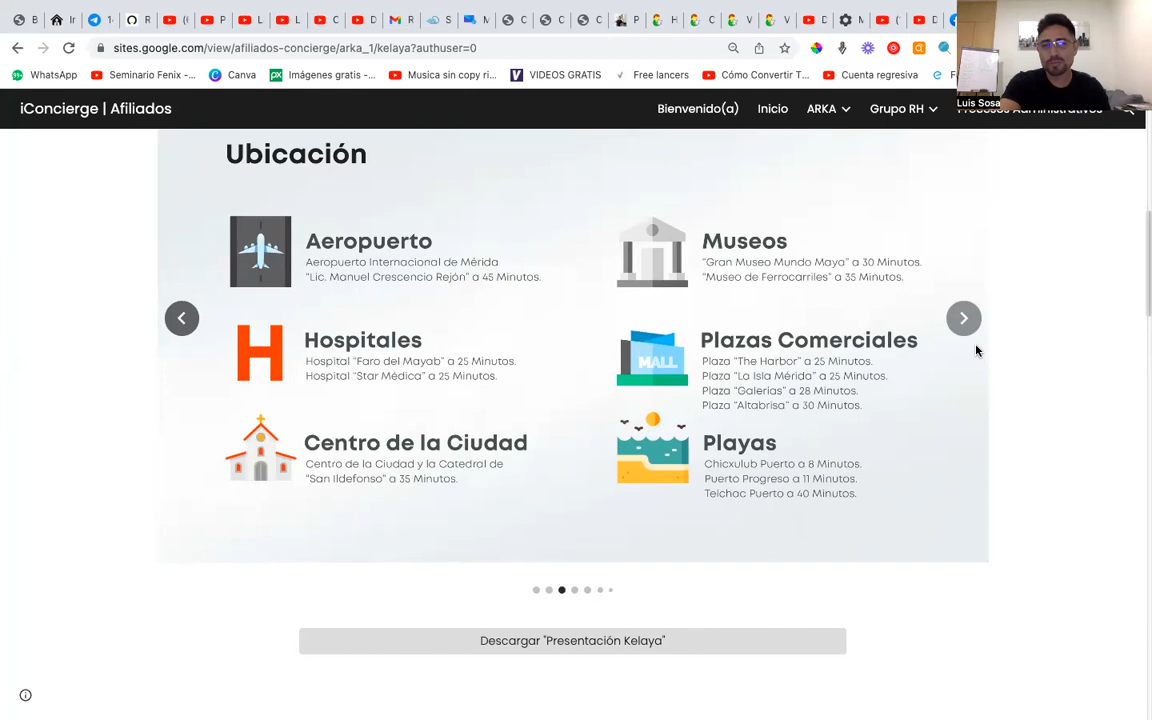 B
Ir
1
R
(
P
L
L
C
D
R
S
M
C
C
C
P
H
C
V
V
D
M
(
D
sites.google.com/view/afiliados-concierge/arka_1/kelaya?authuser=0
WhatsApp
Seminario Fenix -...
Canva
Imágenes gratis -...
Musica sin copy ri...
VIDEOS GRATIS
Free lancers
Cómo Convertir T...
Cuenta regresiva
Luis Sosa
iConcierge | Afiliados
Bienvenido(a)
Inicio
ARKA
Grupo RH
Procesos Administrativos
Ubicación
Aeropuerto
Aeropuerto Internacional de Mérida
"Lic. Manuel Crescencio Rejón" a 45 Minutos.
Museos
"Gran Museo Mundo Maya" a 30 Minutos.
"Museo de Ferrocarriles" a 35 Minutos.
H
Hospitales
Hospital "Faro del Mayab" a 25 Minutos.
Hospital "Star Médica" a 25 Minutos.
MALL
Plazas Comerciales
Plaza "The Harbor" a 25 Minutos.
Plaza "La Isla Mérida" a 25 Minutos.
Plaza "Galerías" a 28 Minutos.
Plaza "Altabrisa" a 30 Minutos.
Centro de la Ciudad
Centro de la Ciudad y la Catedrol de
"San Ildefonso" a 35 Minutos.
Playas
Chicxulub Puerto a 8 Minutos.
Puerto Progreso a 11 Minutos.
Telchac Puerto a 40 Minutos.
Descargar "Presentación Kelaya"